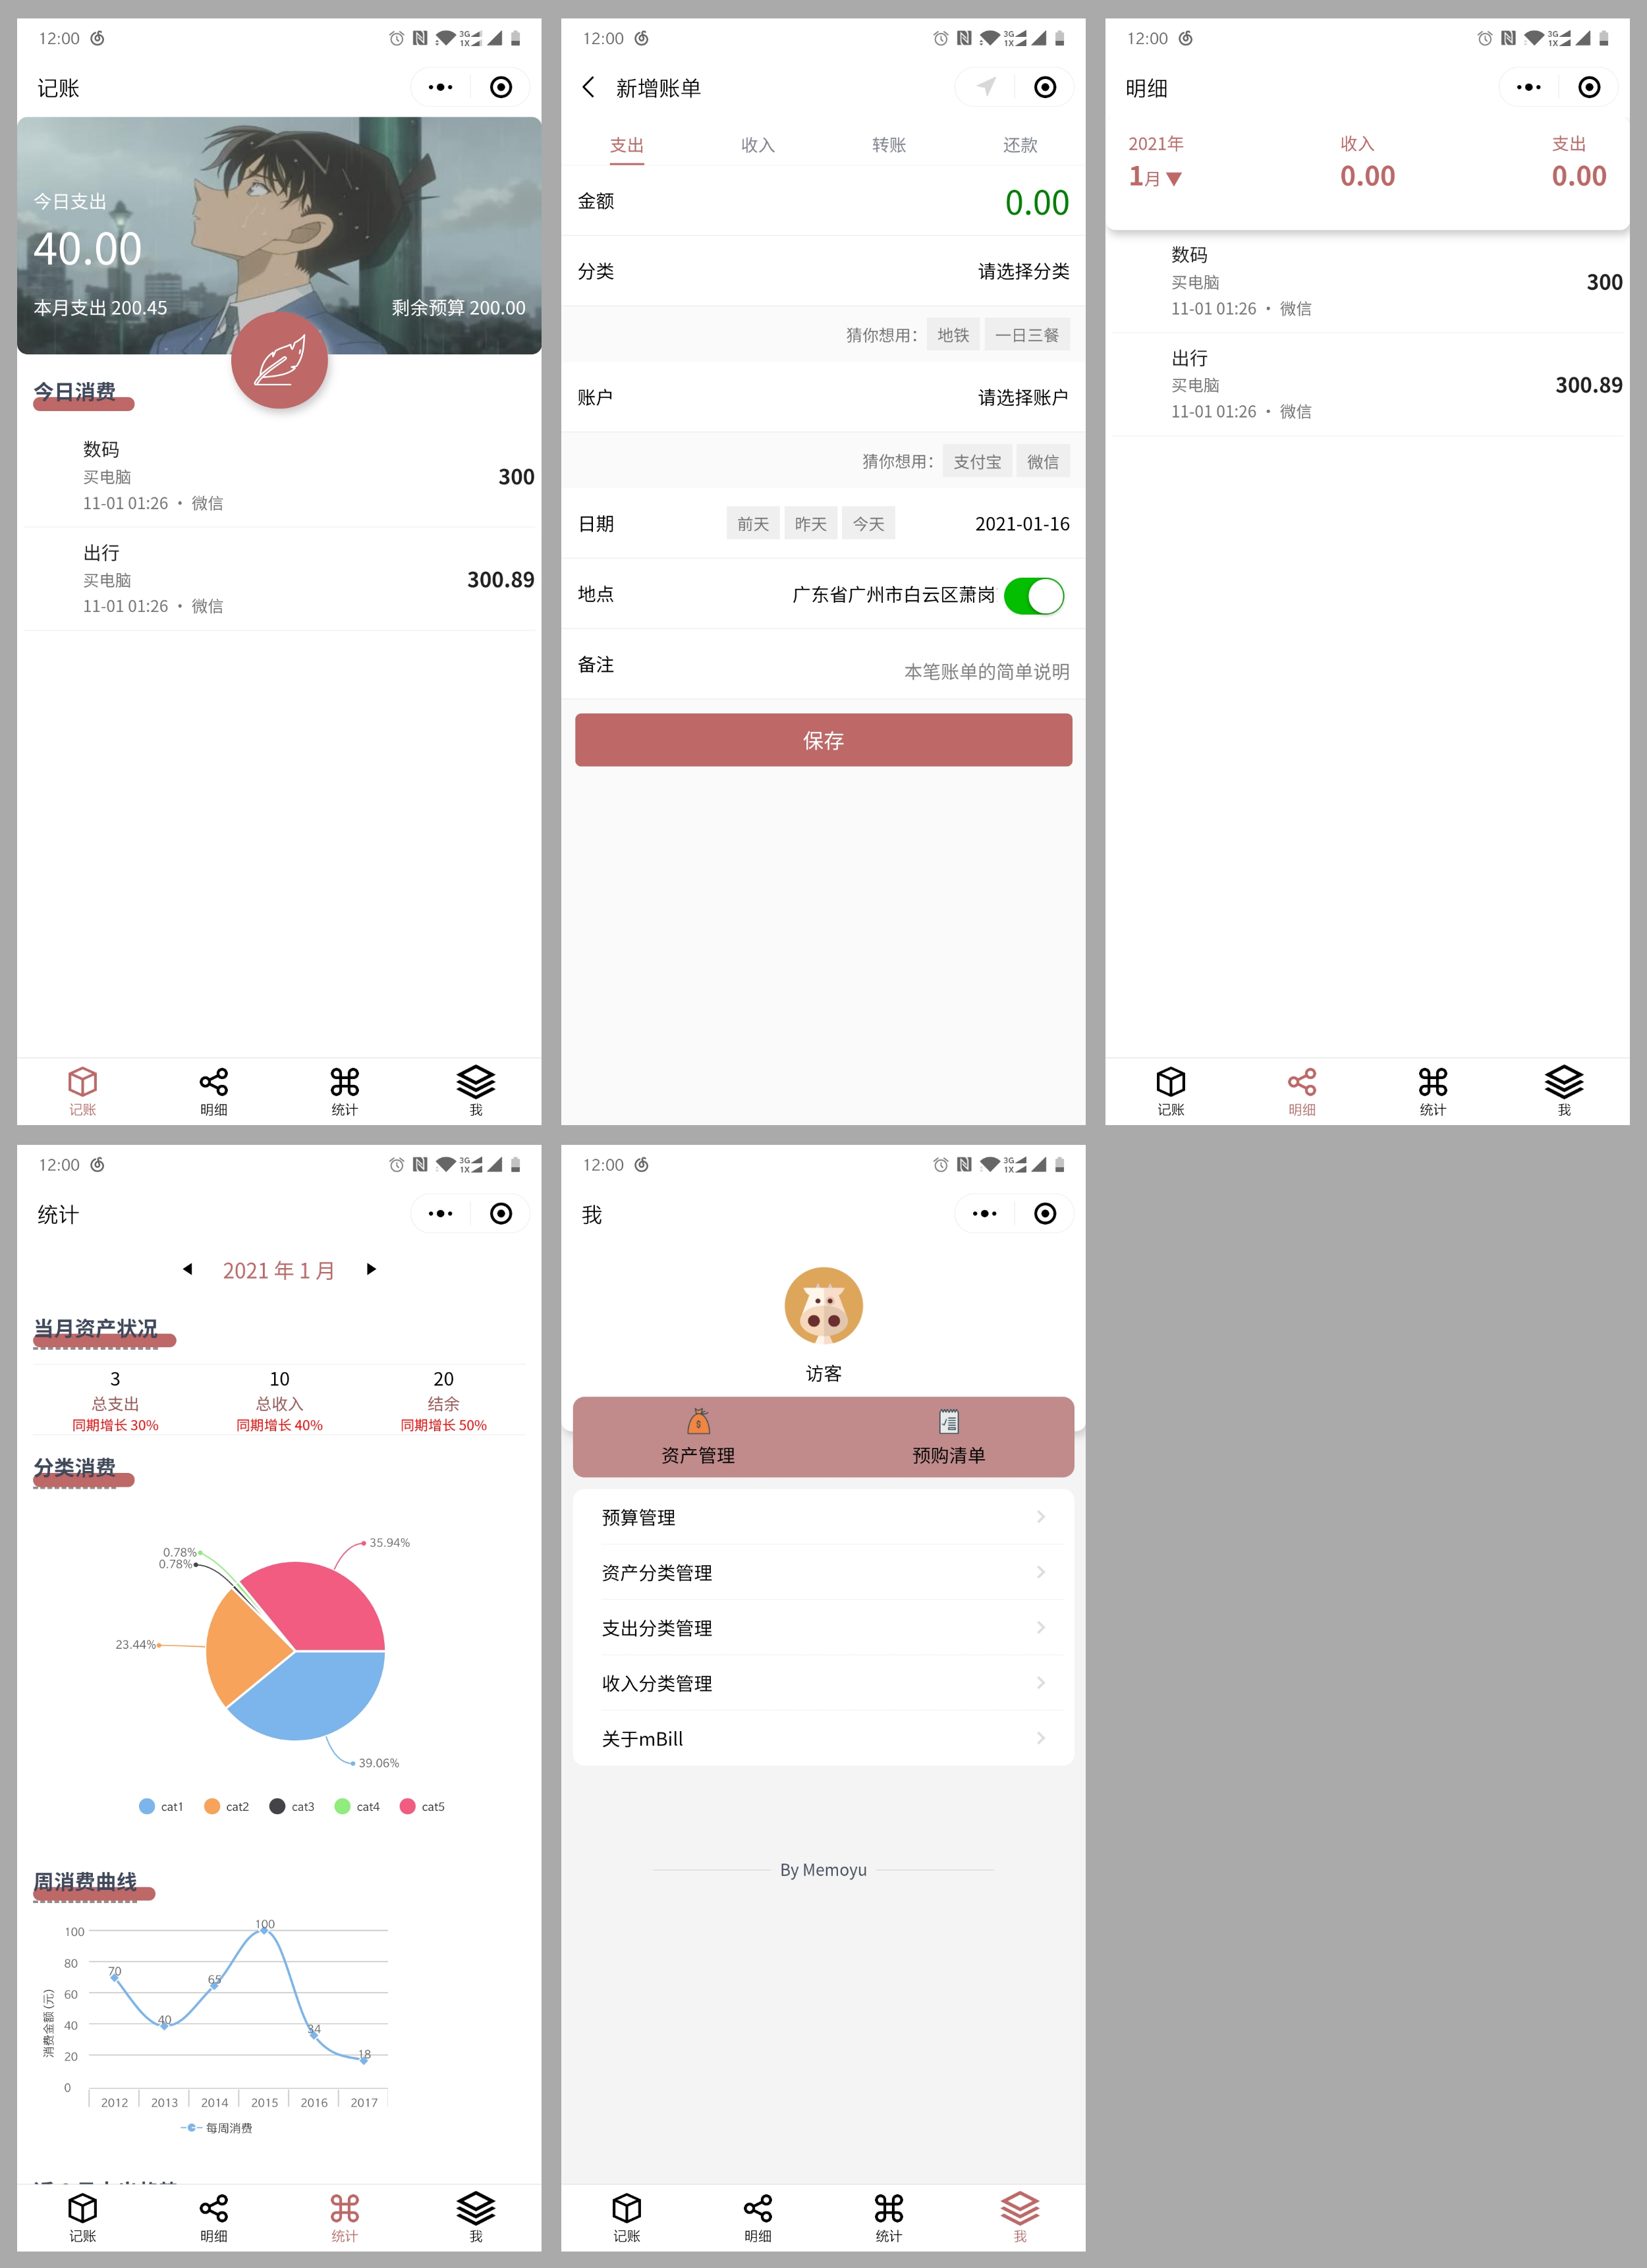 12:00
3G
1X
记账
今日支出
40.00
本月支出 200.45
剩余预算 200.00
今日消费
数码
买电脑
300
11-01 01:26 • 微信
出行
买电脑
300.89
11-01 01:26 • 微信
记账
明细
统计
我
12:00
3G
1X
新增账单
支出
收入
转账
还款
金额
0.00
分类
请选择分类
猜你想用：
地铁
一日三餐
账户
请选择账户
猜你想用：
支付宝
微信
日期
前天
昨天
今天
2021-01-16
地点
广东省广州市白云区萧岗
备注
本笔账单的简单说明
保存
12:00
3G
1X
明细
2021年
收入
支出
1月
0.00
0.00
数码
买电脑
300
11-01 01:26 • 微信
出行
买电脑
300.89
11-01 01:26 • 微信
记账
明细
统计
我
12:00
3G
1X
统计
2021 年 1 月
当月资产状况
3
10
20
总支出
总收入
结余
同期增长 30%
同期增长 40%
同期增长 50%
分类消费
35.94%
0.78%
0.78%
23.44%
39.06%
cat1
cat2
cat3
cat4
cat5
周消费曲线
消费金额 (元)
100
80
60
40
20
0
70
40
65
100
34
18
2012
2013
2014
2015
2016
2017
每周消费
记账
明细
统计
我
12:00
3G
1X
我
访客
资产管理
预购清单
预算管理
资产分类管理
支出分类管理
收入分类管理
关于mBill
By Memoyu
记账
明细
统计
我